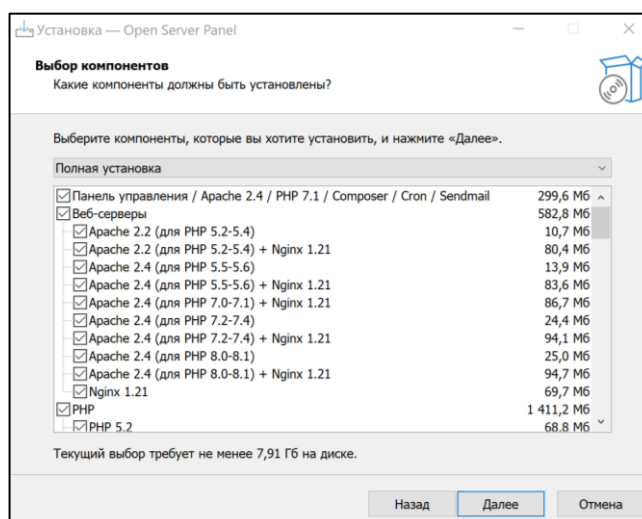 Установка — Open Server Panel
Выбор компонентов
Какие компоненты должны быть установлены?
Выберите компоненты, которые вы хотите установить, и нажмите «Далее».
Полная установка
Панель управления / Apache 2.4 / PHP 7.1 / Composer / Cron / Sendmail 299,6 Мб
Веб-серверы 582,8 Мб
Apache 2.2 (для PHP 5.2-5.4) 10,7 Мб
Apache 2.2 (для PHP 5.2-5.4) + Nginx 1.21 80,4 Мб
Apache 2.4 (для PHP 5.5-5.6) 13,9 Мб
Apache 2.4 (для PHP 5.5-5.6) + Nginx 1.21 83,6 Мб
Apache 2.4 (для PHP 7.0-7.1) + Nginx 1.21 86,7 Мб
Apache 2.4 (для PHP 7.2-7.4) 24,4 Мб
Apache 2.4 (для PHP 7.2-7.4) + Nginx 1.21 94,1 Мб
Apache 2.4 (для PHP 8.0-8.1) 25,0 Мб
Apache 2.4 (для PHP 8.0-8.1) + Nginx 1.21 94,7 Мб
Nginx 1.21 69,7 Мб
PHP 1 411,2 Мб
PHP 5.2 68,8 Мб
Текущий выбор требует не менее 7,91 Гб на диске.
Назад Далее Отмена